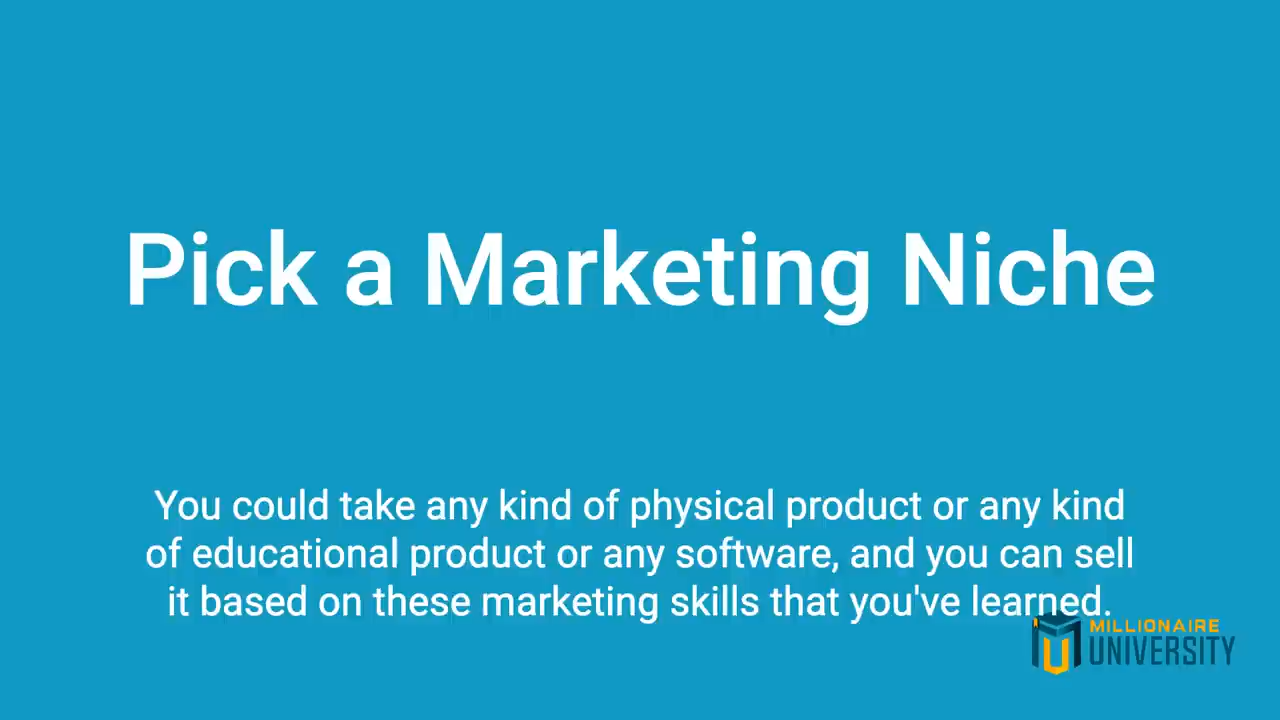 Pick a Marketing Niche
You could take any kind of physical product or any kind
of educational product or any software, and you can sell
it based on these marketing skills that you've learned.
MILLIONAIRE
UNIVERSITY